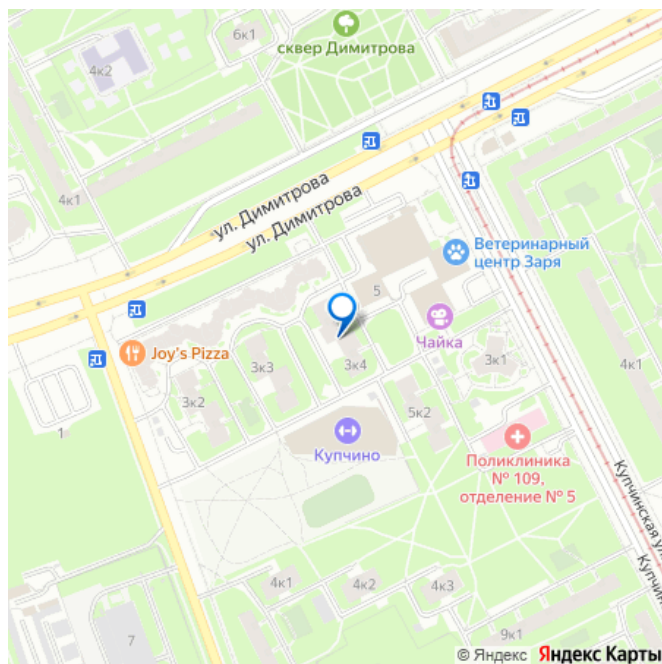 6к1
сквер Димитрова
4к2
4к1
ул. Димитрова
ул. Димитрова
Ветеринарный
центр Заря
5
Чайка
Joy's Pizza
3к3
3к4
3к1
4к1
3к2
5к2
1
Купчино
Поликлиника
№ 109,
отделение № 5
Купчинская ул.
4к1
4к2
4к3
7
9к1
© Яндекс Яндекс Карты